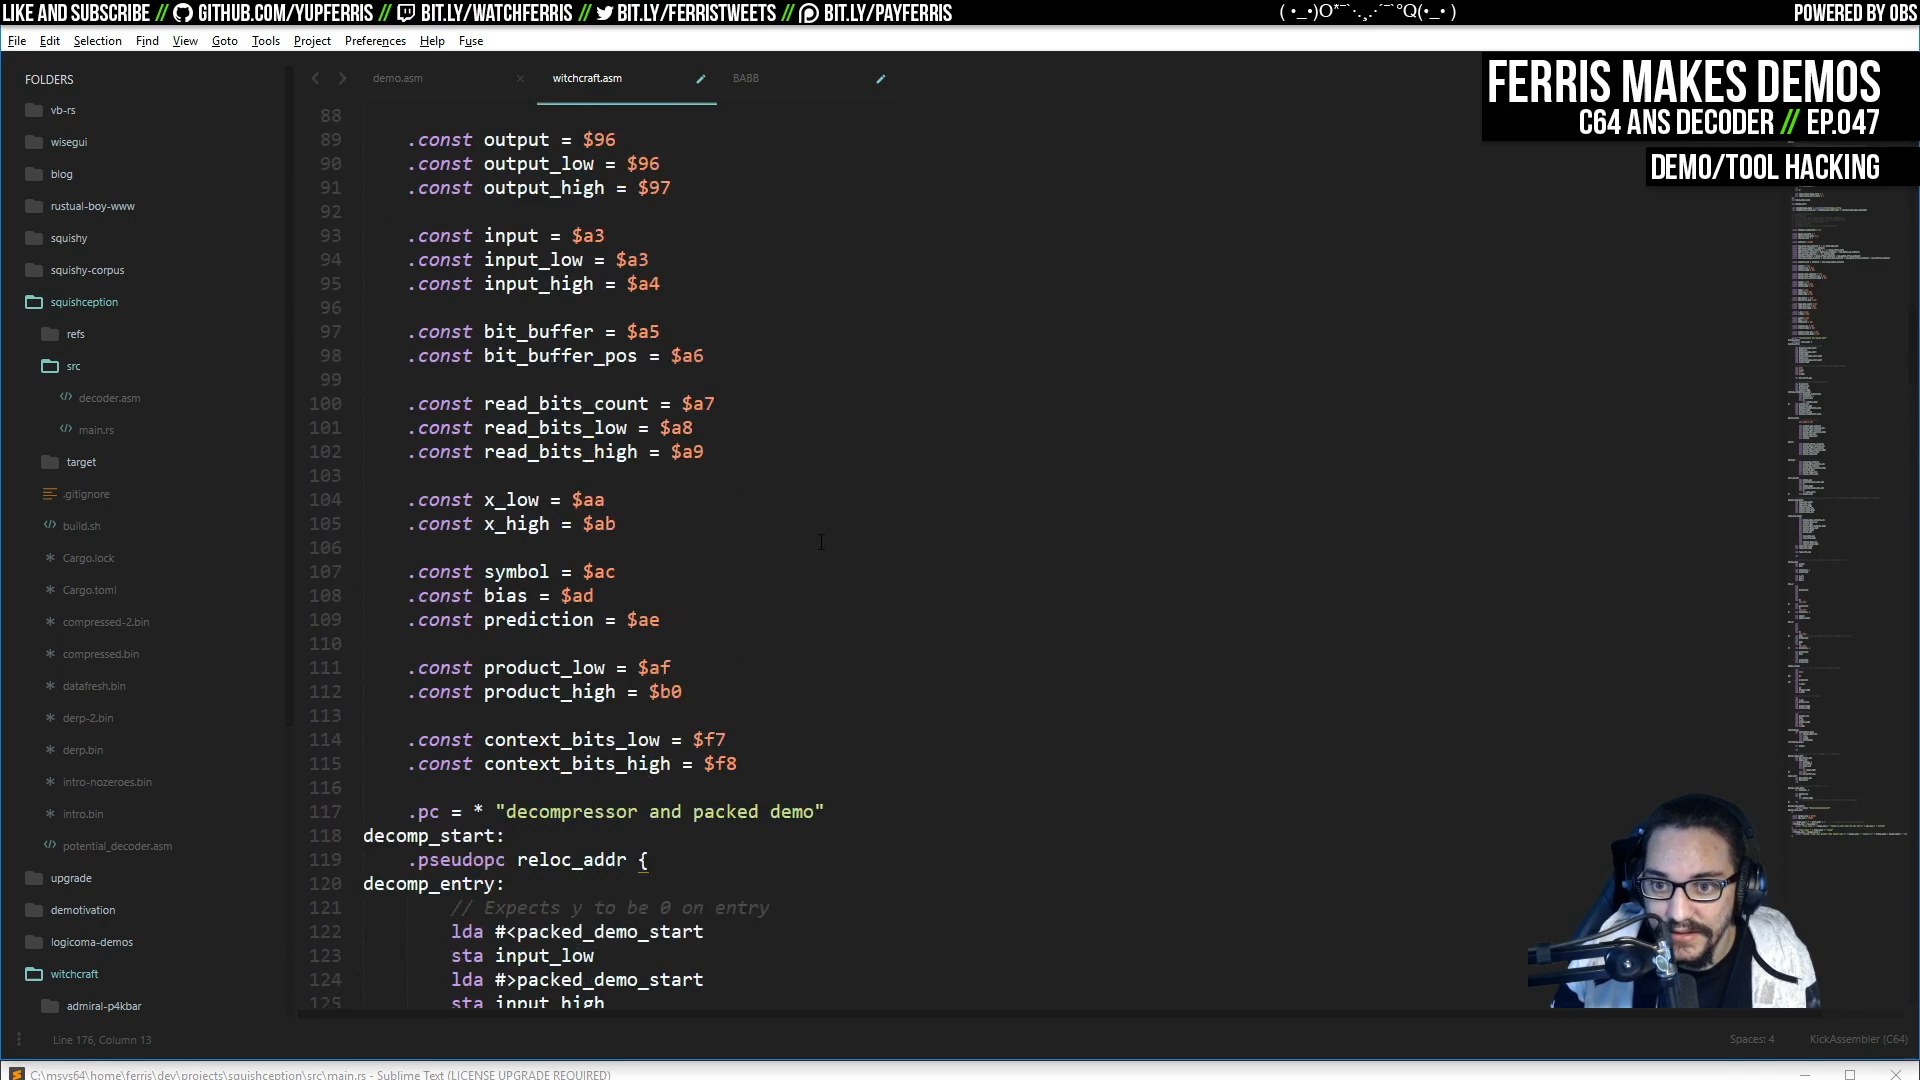 LIKE AND SUBSCRIBE // GITHUB.COM/YUPFERRIS // BIT.LY/WATCHFERRIS // BIT.LY/FERRISTWEETS // BIT.LY/PAYFERRIS
POWERED BY OBS
File Edit Selection Find View Goto Tools Project Preferences Help Fuse
FERRIS MAKES DEMOS
C64 ANS DECODER // EP.047
DEMO/TOOL HACKING
FOLDERS
vb-rs
wisegui
blog
rustual-boy-www
squishy
squishy-corpus
squishception
refs
src
decoder.asm
main.rs
target
.gitignore
build.sh
Cargo.lock
Cargo.toml
compressed-2.bin
compressed.bin
datafresh.bin
derp-2.bin
derp.bin
intro-nozeroes.bin
intro.bin
potential_decoder.asm
upgrade
demotivation
logicoma-demos
witchcraft
admiral-p4kbar
demo.asm witchcraft.asm BABB
88
89 .const output = $96
90 .const output_low = $96
91 .const output_high = $97
92
93 .const input = $a3
94 .const input_low = $a3
95 .const input_high = $a4
96
97 .const bit_buffer = $a5
98 .const bit_buffer_pos = $a6
99
100 .const read_bits_count = $a7
101 .const read_bits_low = $a8
102 .const read_bits_high = $a9
103
104 .const x_low = $aa
105 .const x_high = $ab
106
107 .const symbol = $ac
108 .const bias = $ad
109 .const prediction = $ae
110
111 .const product_low = $af
112 .const product_high = $b0
113
114 .const context_bits_low = $f7
115 .const context_bits_high = $f8
116
117 .pc = * "decompressor and packed demo"
118 decomp_start:
119 .pseudopc reloc_addr {
120 decomp_entry:
121 // Expects y to be 0 on entry
122 lda #<packed_demo_start
123 sta input_low
124 lda #>packed_demo_start
125 sta input_high
Line 176, Column 13
Spaces: 4
KickAssembler (C64)
C:\msys64\home\ferris\dev\projects\squishception\src\main.rs - Sublime Text (LICENSE UPGRADE REQUIRED)